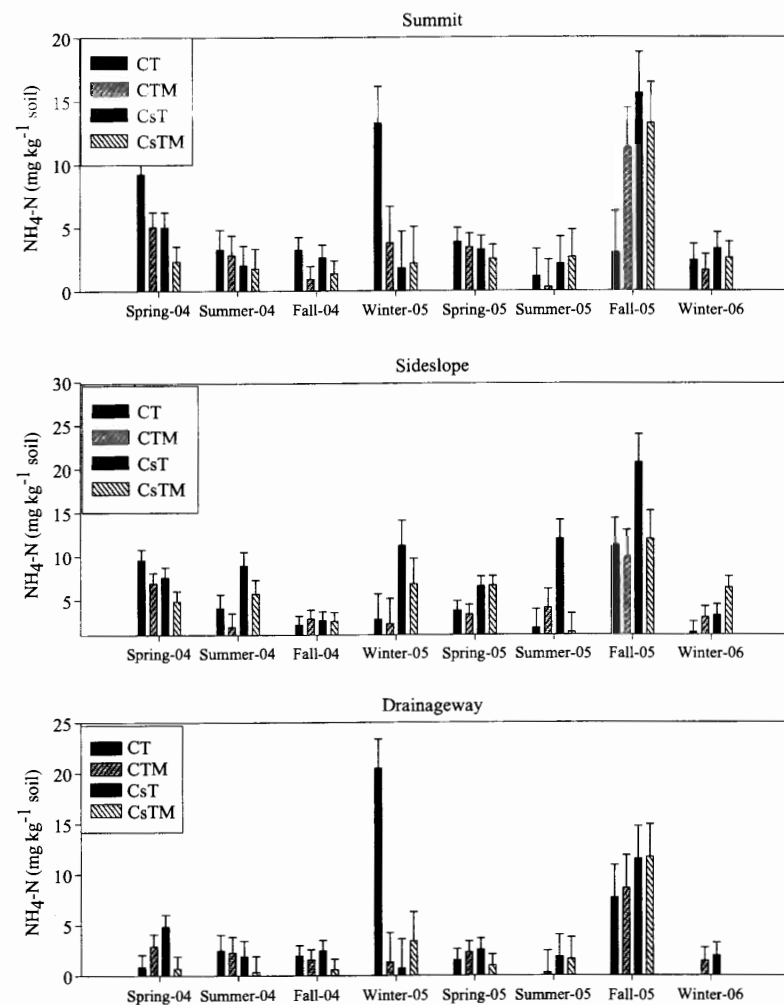 Summit
20
15
10
5
0
NH4-N (mg kg-1 soil)
CT
CTM
CsT
CsTM
Spring-04 Summer-04 Fall-04 Winter-05 Spring-05 Summer-05 Fall-05 Winter-06
Sideslope
30
25
20
15
10
5
NH4-N (mg kg-1 soil)
CT
CTM
CsT
CsTM
Spring-04 Summer-04 Fall-04 Winter-05 Spring-05 Summer-05 Fall-05 Winter-06
Drainageway
25
20
15
10
5
0
NH4-N (mg kg-1 soil)
CT
CTM
CsT
CsTM
Spring-04 Summer-04 Fall-04 Winter-05 Spring-05 Summer-05 Fall-05 Winter-06